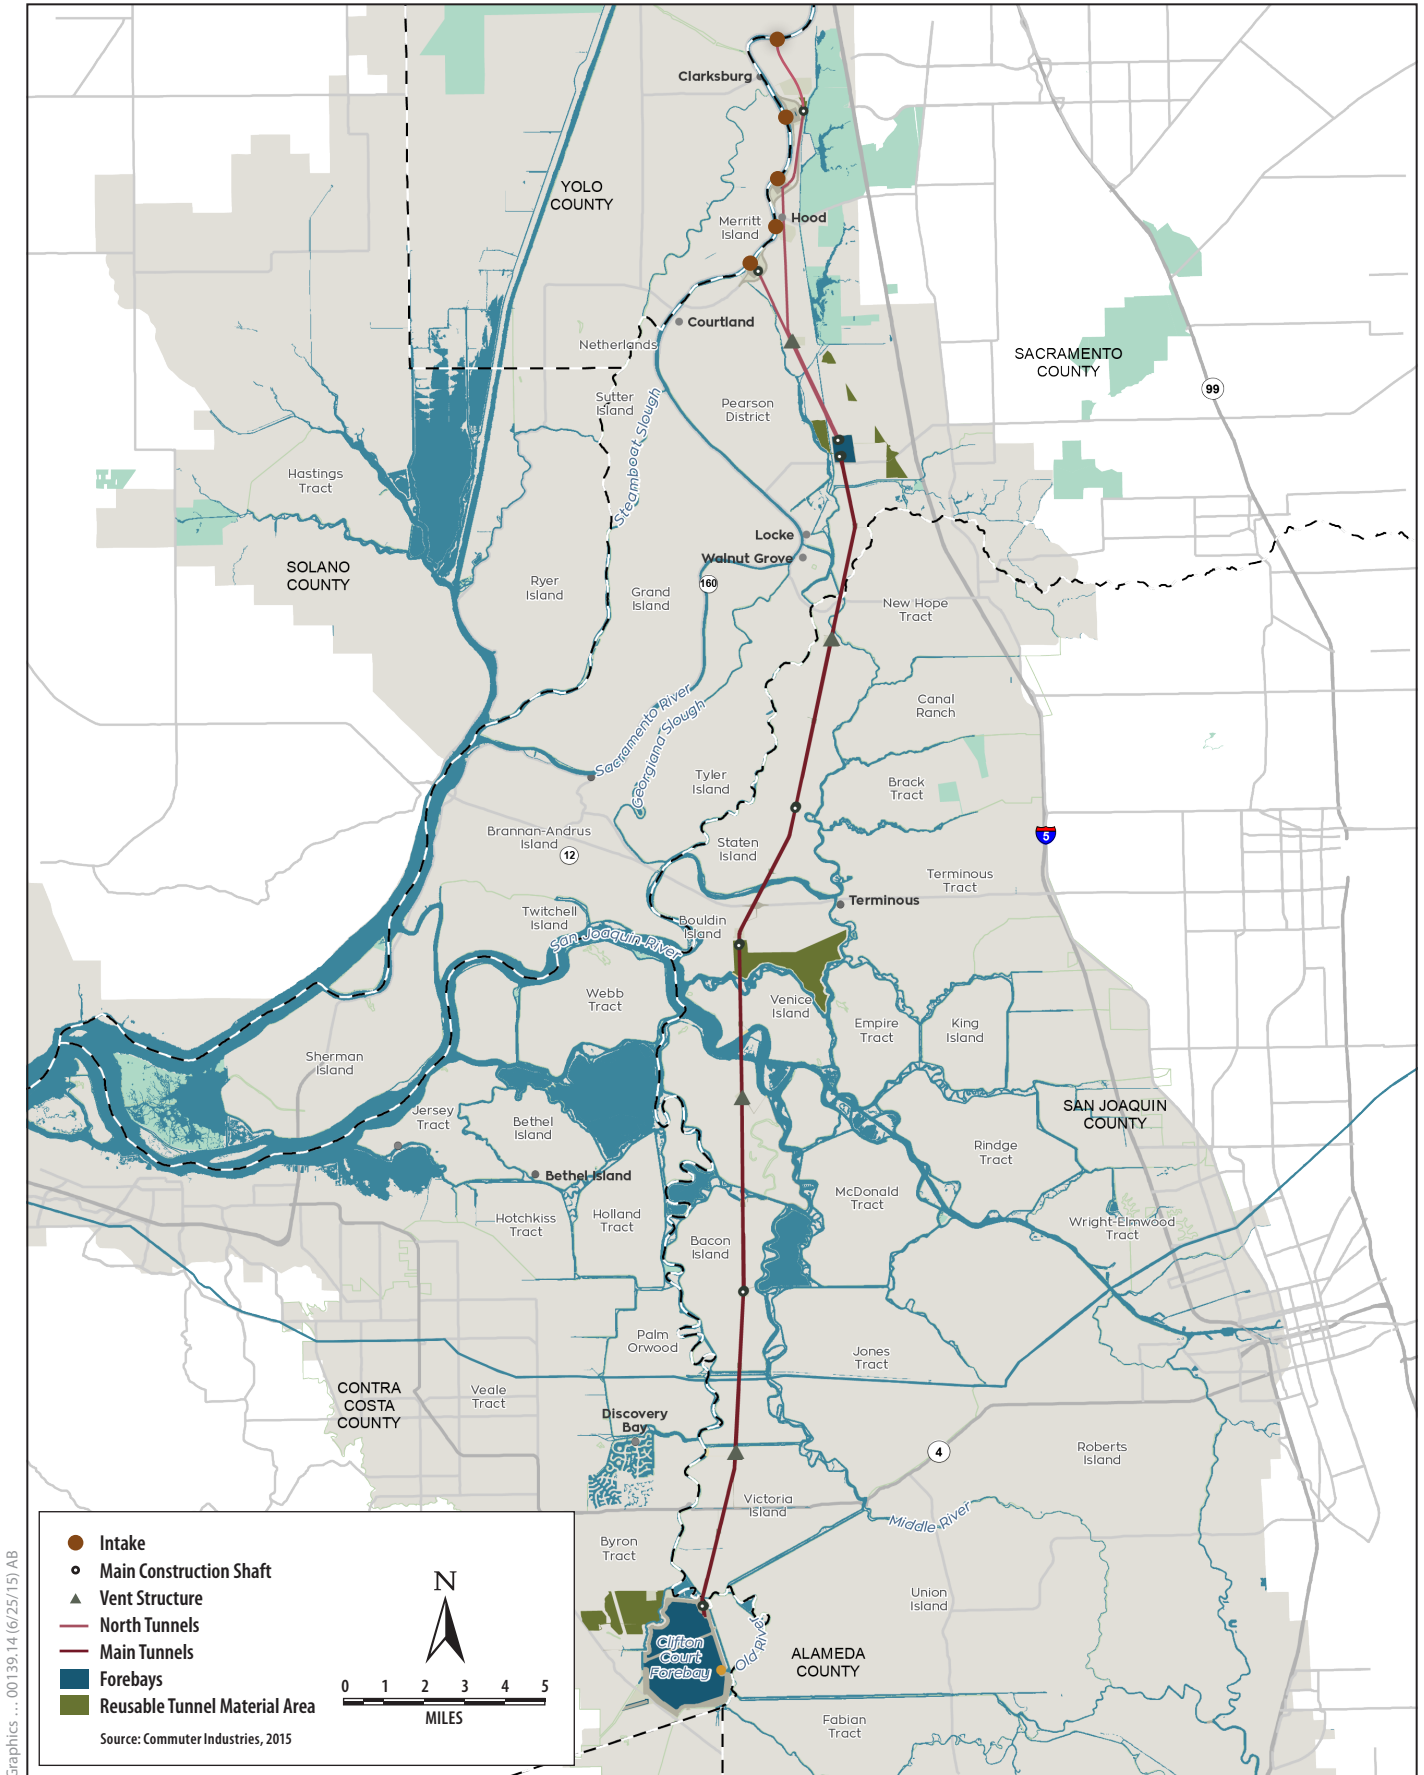 Clarksburg
YOLO
COUNTY
Merritt
Island
Hood
Courtland
Netherlands
SACRAMENTO
COUNTY
99
Sutter
Island
Pearson
District
Steamboat Slough
Hastings
Tract
Locke
Walnut Grove
SOLANO
COUNTY
160
Ryer
Island
Grand
Island
New Hope
Tract
Canal
Ranch
Sacramento River
Georgiana Slough
Tyler
Island
Brack
Tract
Brannan-Andrus
Island
12
Staten
Island
5
Terminous
Tract
Terminous
Twitchell
Island
Bouldin
Island
San Joaquin River
Webb
Tract
Venice
Island
Empire
Tract
King
Island
Sherman
Island
Jersey
Tract
Bethel
Island
SAN JOAQUIN
COUNTY
Rindge
Tract
Bethel Island
McDonald
Tract
Hotchkiss
Tract
Holland
Tract
Wright-Elmwood
Tract
Bacon
Island
Palm
Orwood
Jones
Tract
CONTRA
COSTA
COUNTY
Veale
Tract
Discovery
Bay
4
Roberts
Island
Victoria
Island
Middle River
Byron
Tract
Union
Island
Clifton
Court
Forebay
Old River
ALAMEDA
COUNTY
Fabian
Tract
Intake
Main Construction Shaft
Vent Structure
North Tunnels
Main Tunnels
Forebays
Reusable Tunnel Material Area
Source: Commuter Industries, 2015
N
0 1 2 3 4 5
MILES
Graphics … 00139.14 (6/25/15) AB